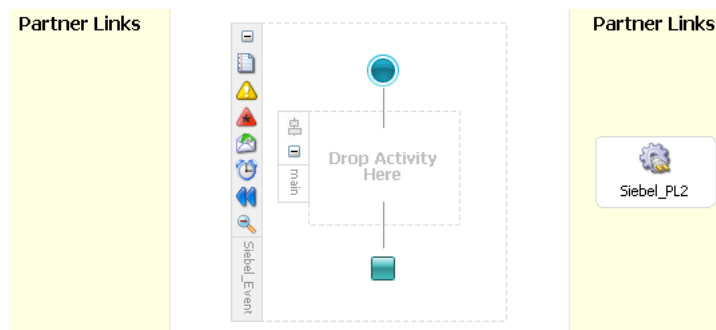 Partner Links
Partner Links
Drop Activity
Here
main
Siebel_PL2
Siebel_Event